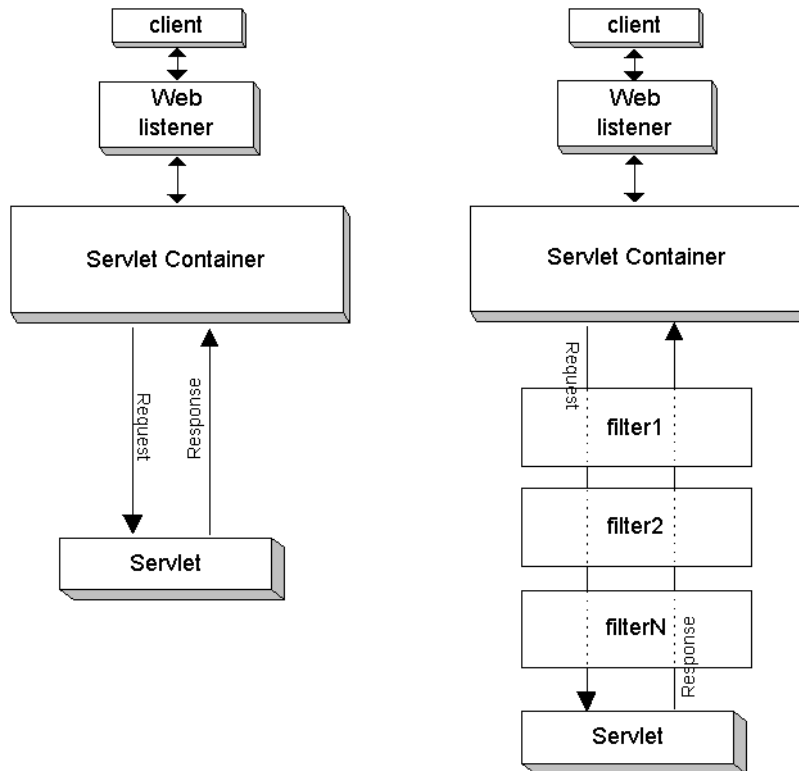 client
Web
listener
Servlet Container
Request
Response
Servlet
client
Web
listener
Servlet Container
Request
filter1
filter2
filterN
Response
Servlet